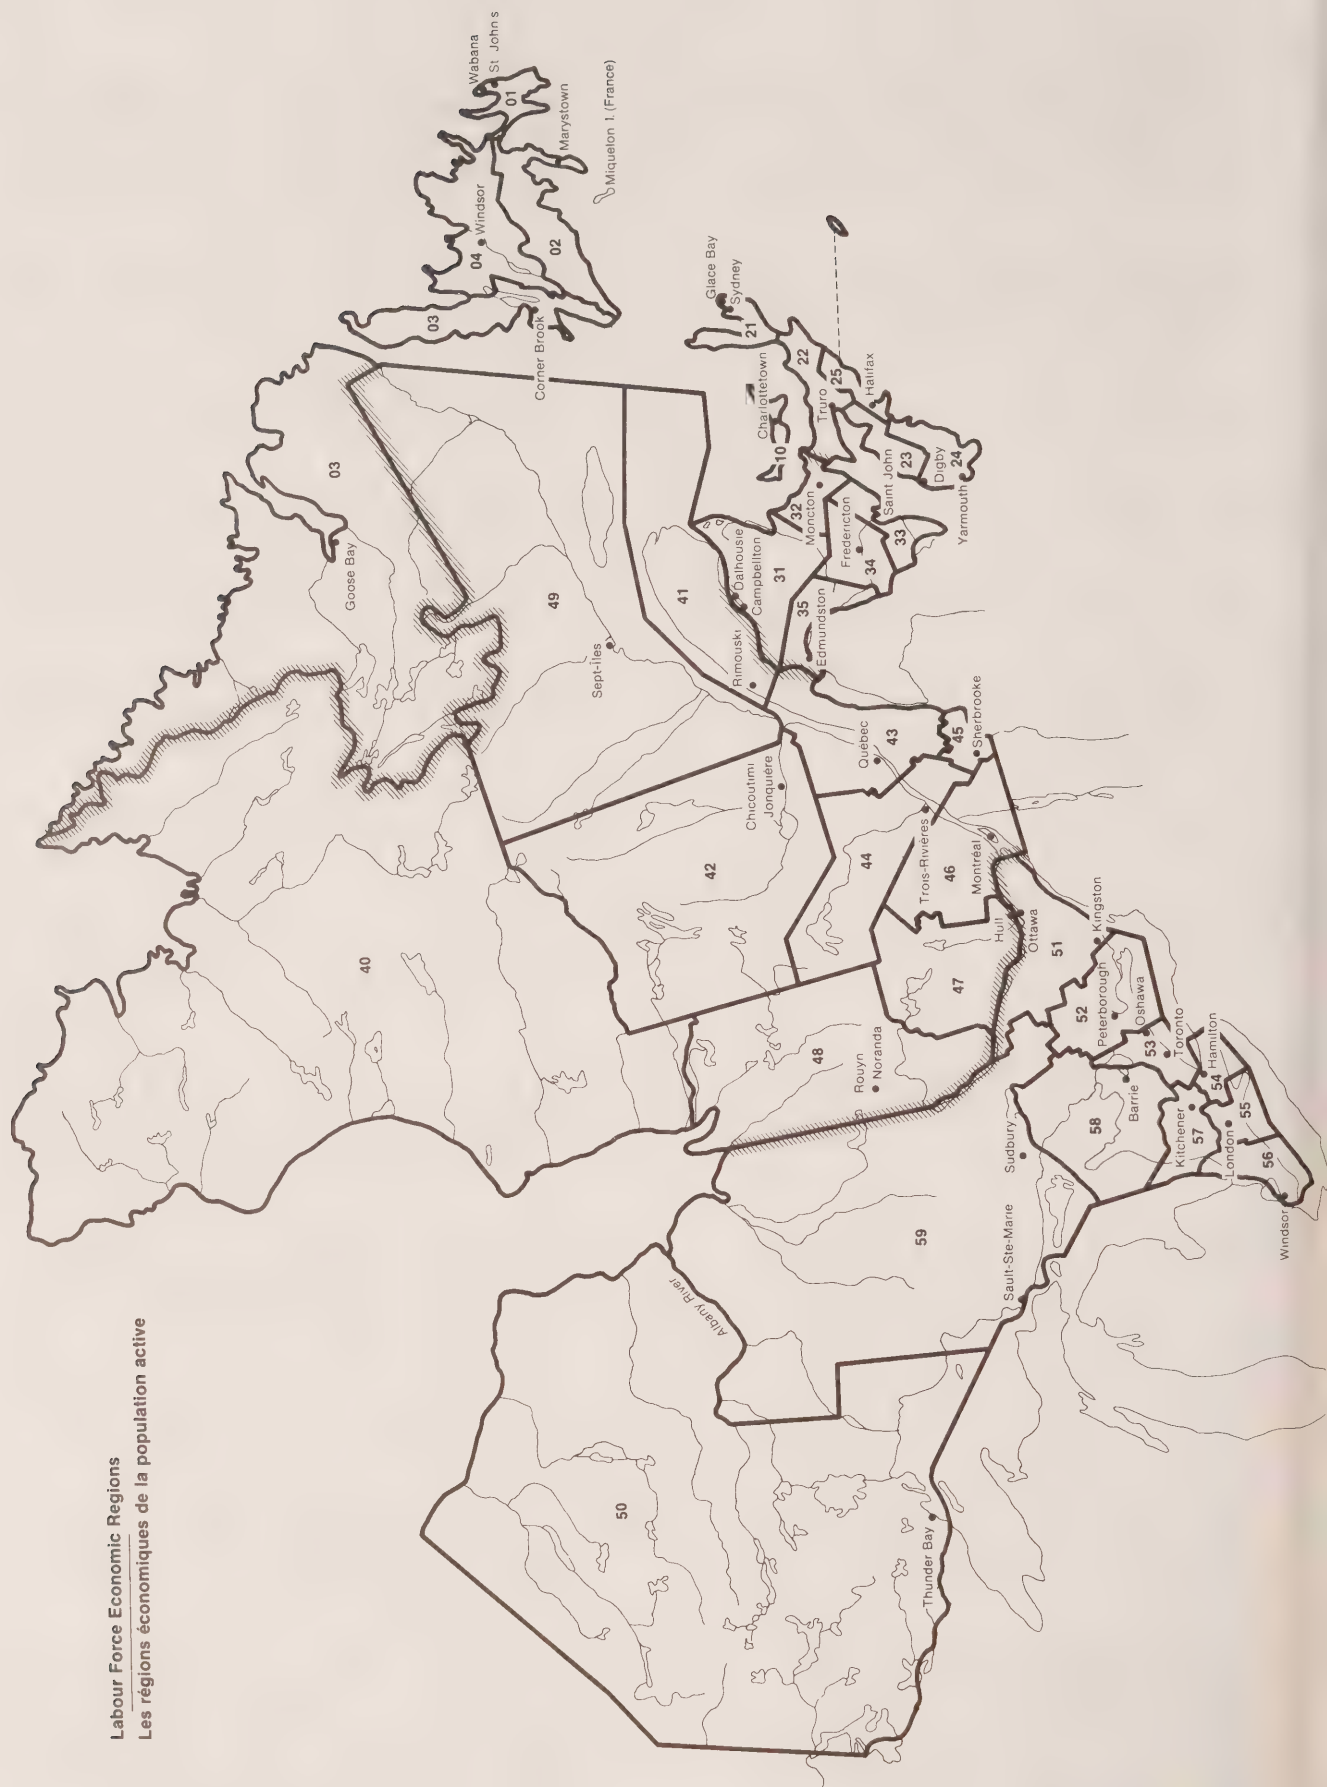 Labour Force Economic Regions
Les régions économiques de la population active
03
Goose Bay
40
49
Sept-Îles
42
41
Chicoutimi
Jonquière
Rimouski
Dalhousie
Campbellton
03
04
Windsor
Wabana
St John s
01
Marystown
02
Miquelon I. (France)
Corner Brook
Glace Bay
Sydney
21
22
25
Halifax
Charlottetown
10
Truro
Saint John
23
Digby
24
Yarmouth
32
Moncton
Fredericton
33
34
31
35
Edmundston
Québec
43
45
Sherbrooke
44
Trois-Rivières
46
Montréal
Hull
Ottawa
47
48
Rouyn
Noranda
50
Albany River
59
Thunder Bay
Sault-Ste-Marie
Sudbury
51
Kingston
52
Peterborough
Oshawa
53
Toronto
Hamilton
54
55
58
Barrie
Kitchener
57
London
56
Windsor